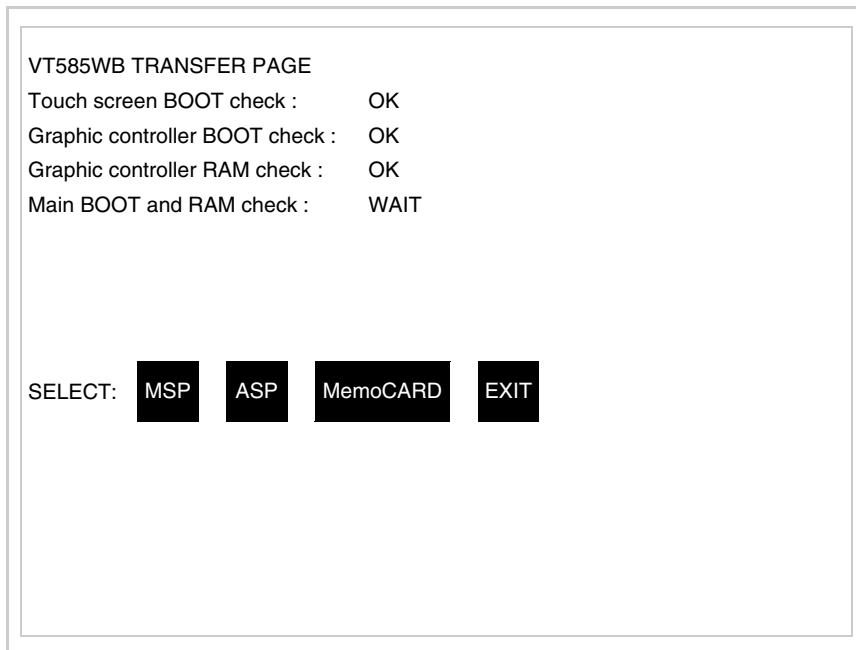 VT585WB TRANSFER PAGE
Touch screen BOOT check : OK
Graphic controller BOOT check : OK
Graphic controller RAM check : OK
Main BOOT and RAM check : WAIT
SELECT: MSP ASP MemoCARD EXIT